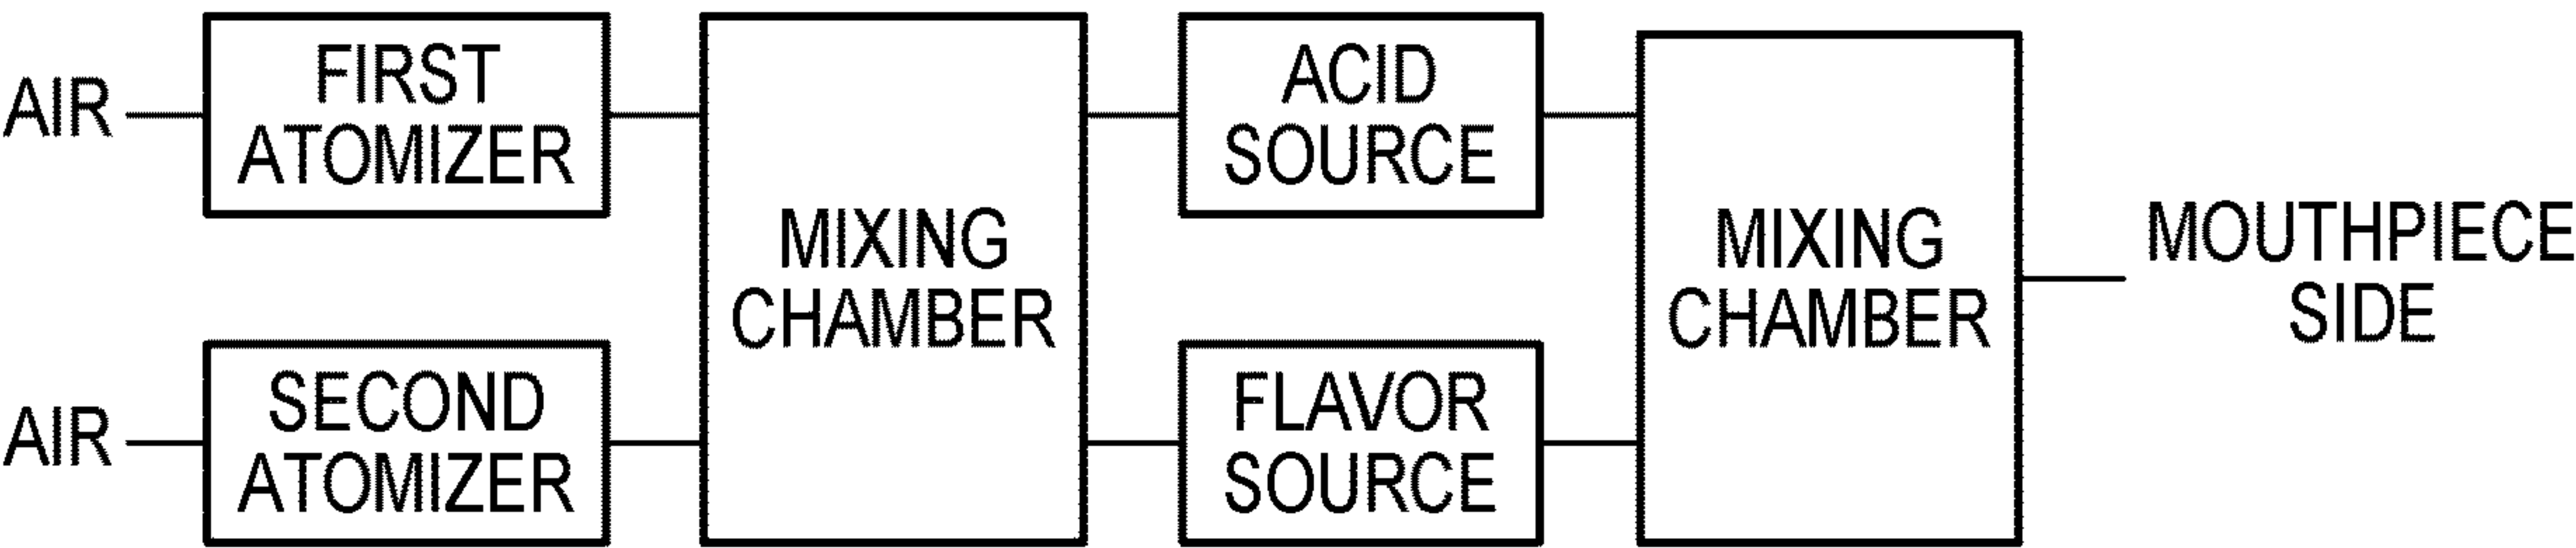 AIR
FIRST
ATOMIZER
AIR
SECOND
ATOMIZER
MIXING
CHAMBER
ACID
SOURCE
FLAVOR
SOURCE
MIXING
CHAMBER
MOUTHPIECE
SIDE